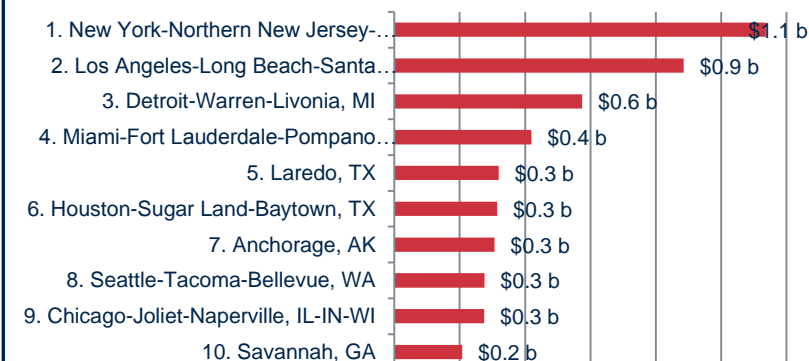 1. New York-Northern New Jersey-… $1.1 b
2. Los Angeles-Long Beach-Santa… $0.9 b
3. Detroit-Warren-Livonia, MI $0.6 b
4. Miami-Fort Lauderdale-Pompano… $0.4 b
5. Laredo, TX $0.3 b
6. Houston-Sugar Land-Baytown, TX $0.3 b
7. Anchorage, AK $0.3 b
8. Seattle-Tacoma-Bellevue, WA $0.3 b
9. Chicago-Joliet-Naperville, IL-IN-WI $0.3 b
10. Savannah, GA $0.2 b